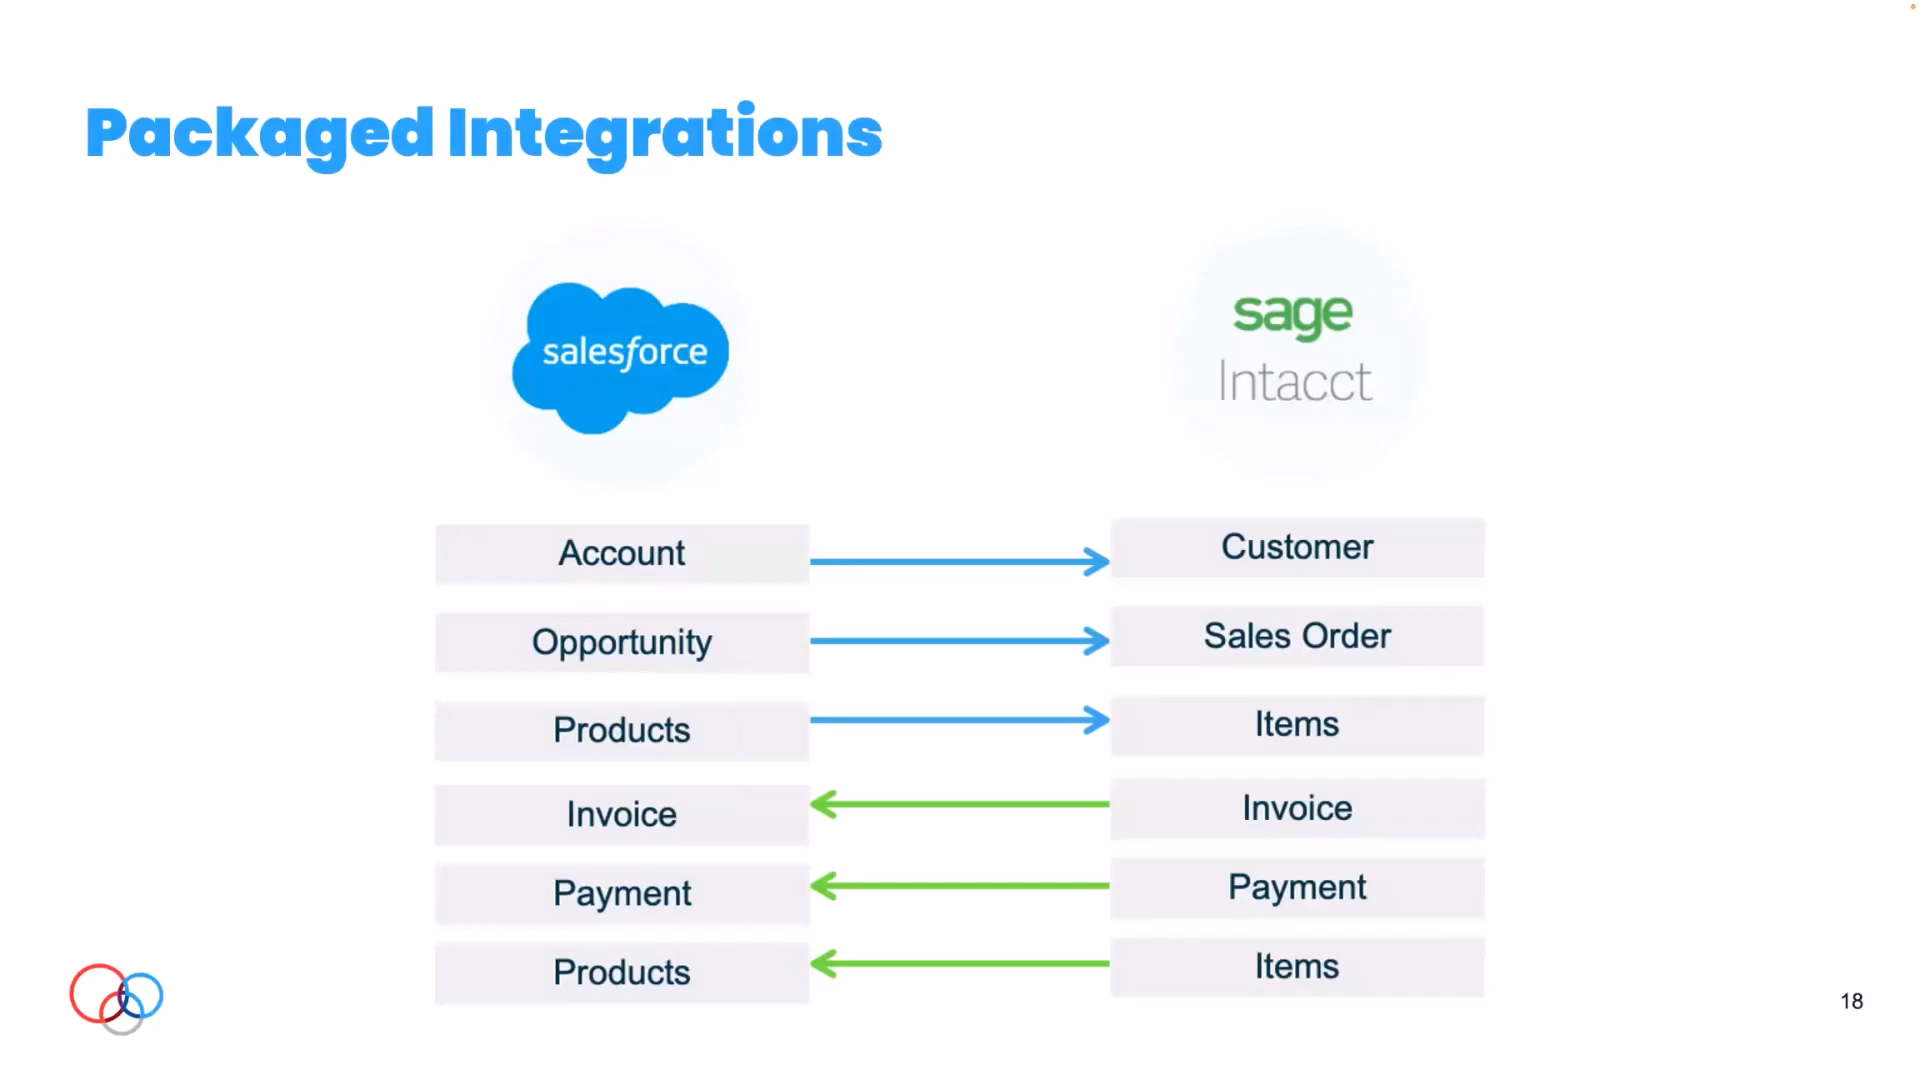 Packaged Integrations
salesforce
sage
Intacct
Account
Customer
Opportunity
Sales Order
Products
Items
Invoice
Invoice
Payment
Payment
Products
Items
18